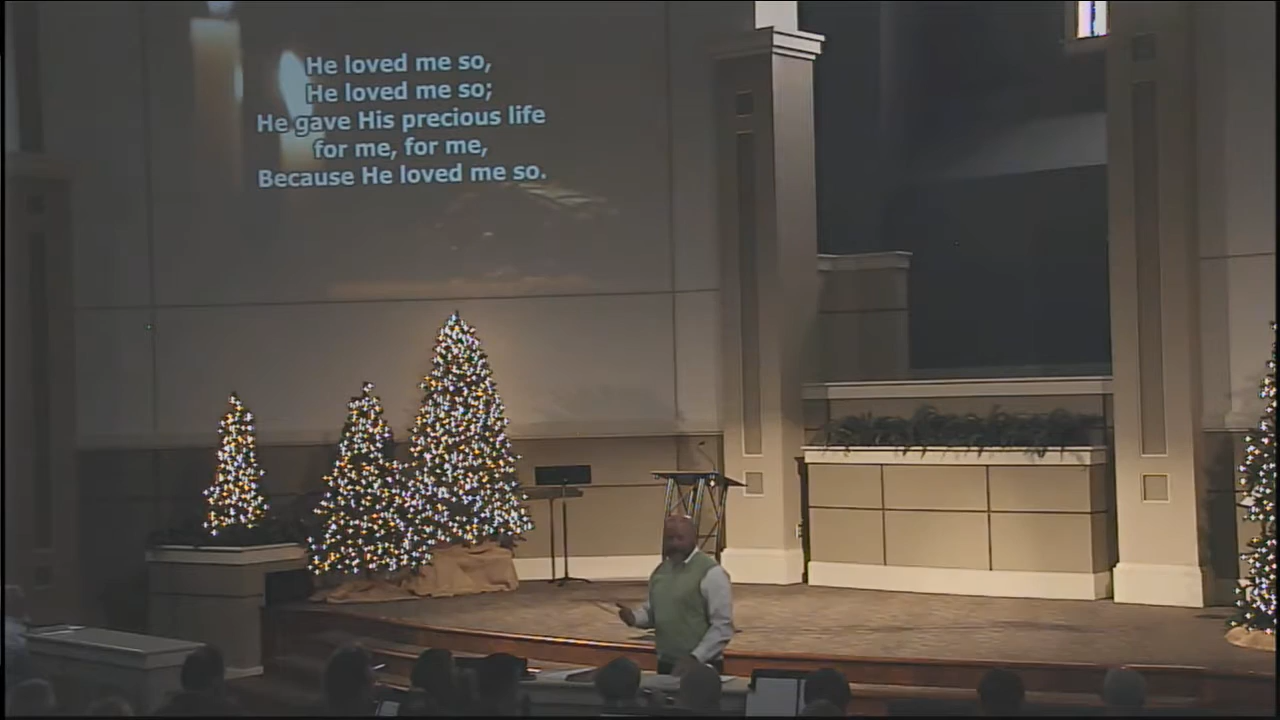 He loved me so,
He loved me so;
He gave His precious life
for me, for me,
Because He loved me so.